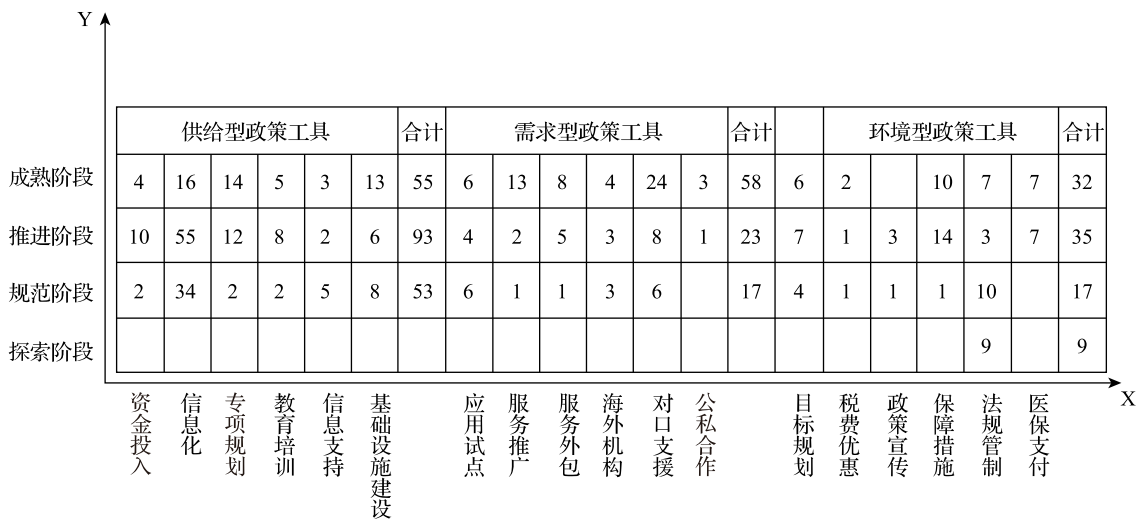 Y
供给型政策工具 合计 需求型政策工具 合计 环境型政策工具 合计
成熟阶段 4 16 14 5 3 13 55 6 13 8 4 24 3 58 6 2 10 7 7 32
推进阶段 10 55 12 8 2 6 93 4 2 5 3 8 1 23 7 1 3 14 3 7 35
规范阶段 2 34 2 2 5 8 53 6 1 1 3 6 17 4 1 1 1 10 17
探索阶段 9 9
X
资金投入
信息化
专项规划
教育培训
信息支持
基础设施建设
应用试点
服务推广
服务外包
海外机构
对口支援
公私合作
目标规划
税费优惠
政策宣传
保障措施
法规管制
医保支付